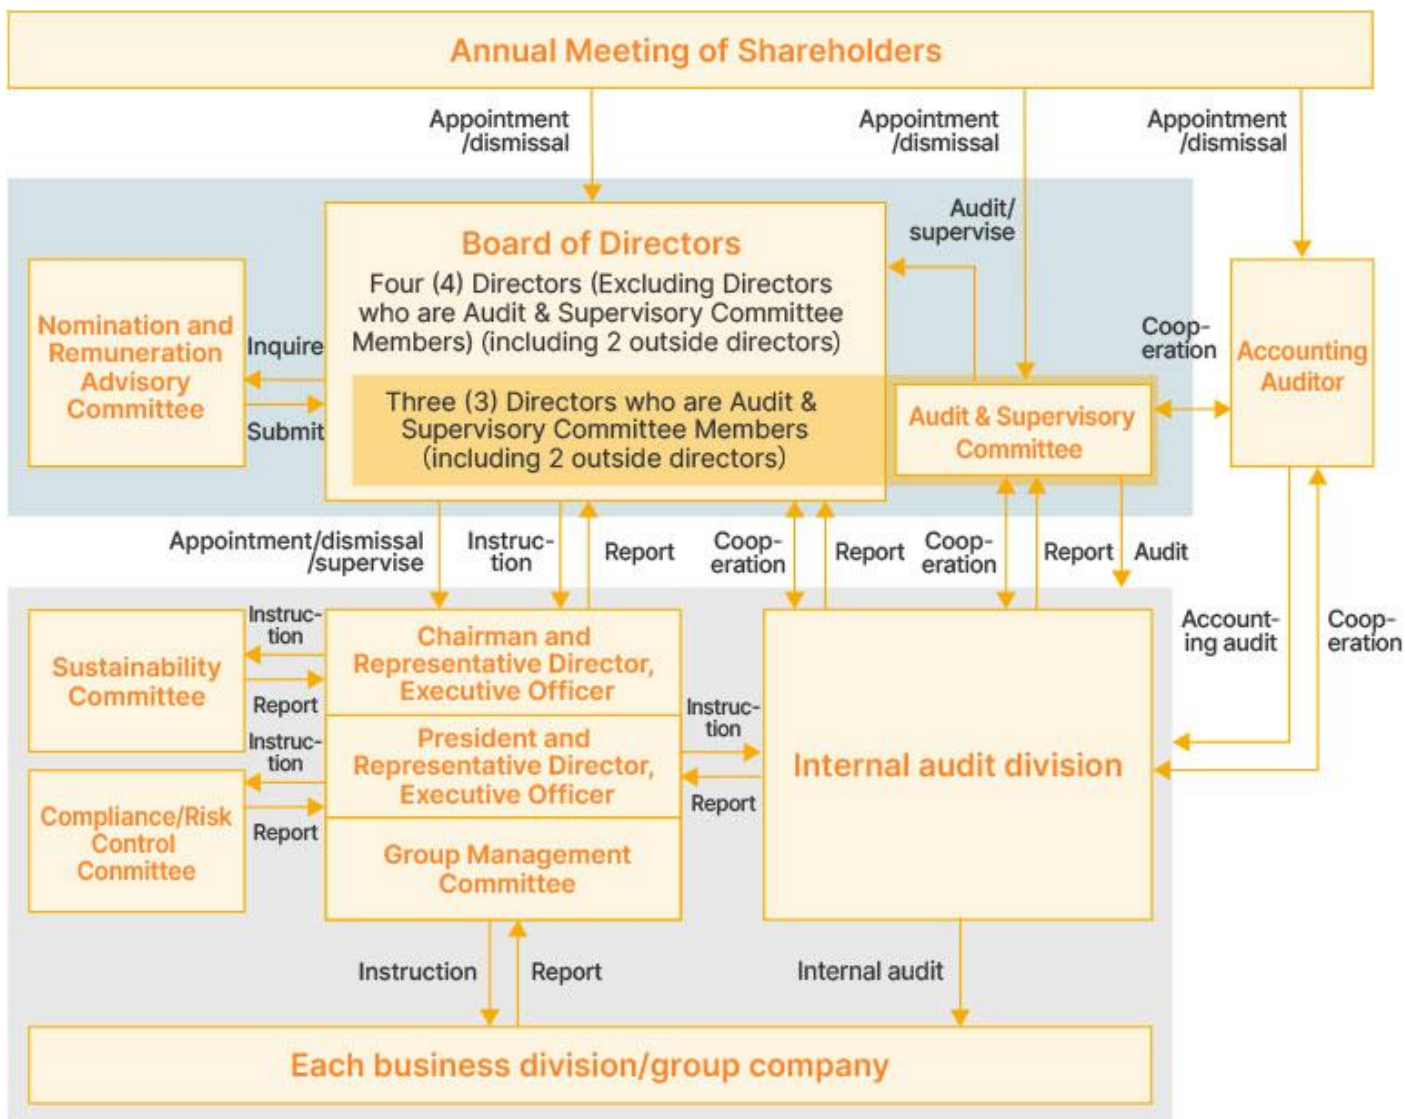 Annual Meeting of Shareholders
Appointment
/dismissal
Appointment
/dismissal
Appointment
/dismissal
Board of Directors
Four (4) Directors (Excluding Directors
who are Audit & Supervisory Committee
Members) (including 2 outside directors)
Three (3) Directors who are Audit &
Supervisory Committee Members
(including 2 outside directors)
Audit/
supervise
Nomination and
Remuneration
Advisory
Committee
Inquire
Submit
Audit & Supervisory
Committee
Coop-
eration
Accounting
Auditor
Appointment/dismissal
/supervise
Instruc-
tion
Report
Coop-
eration
Report
Coop-
eration
Report
Audit
Account-
ing audit
Coop-
eration
Sustainability
Committee
Instruc-
tion
Report
Chairman and
Representative Director,
Executive Officer
Instruc-
tion
Report
President and
Representative Director,
Executive Officer
Instruc-
tion
Report
Internal audit division
Compliance/Risk
Control
Conmittee
Group Management
Committee
Instruction
Report
Internal audit
Each business division/group company